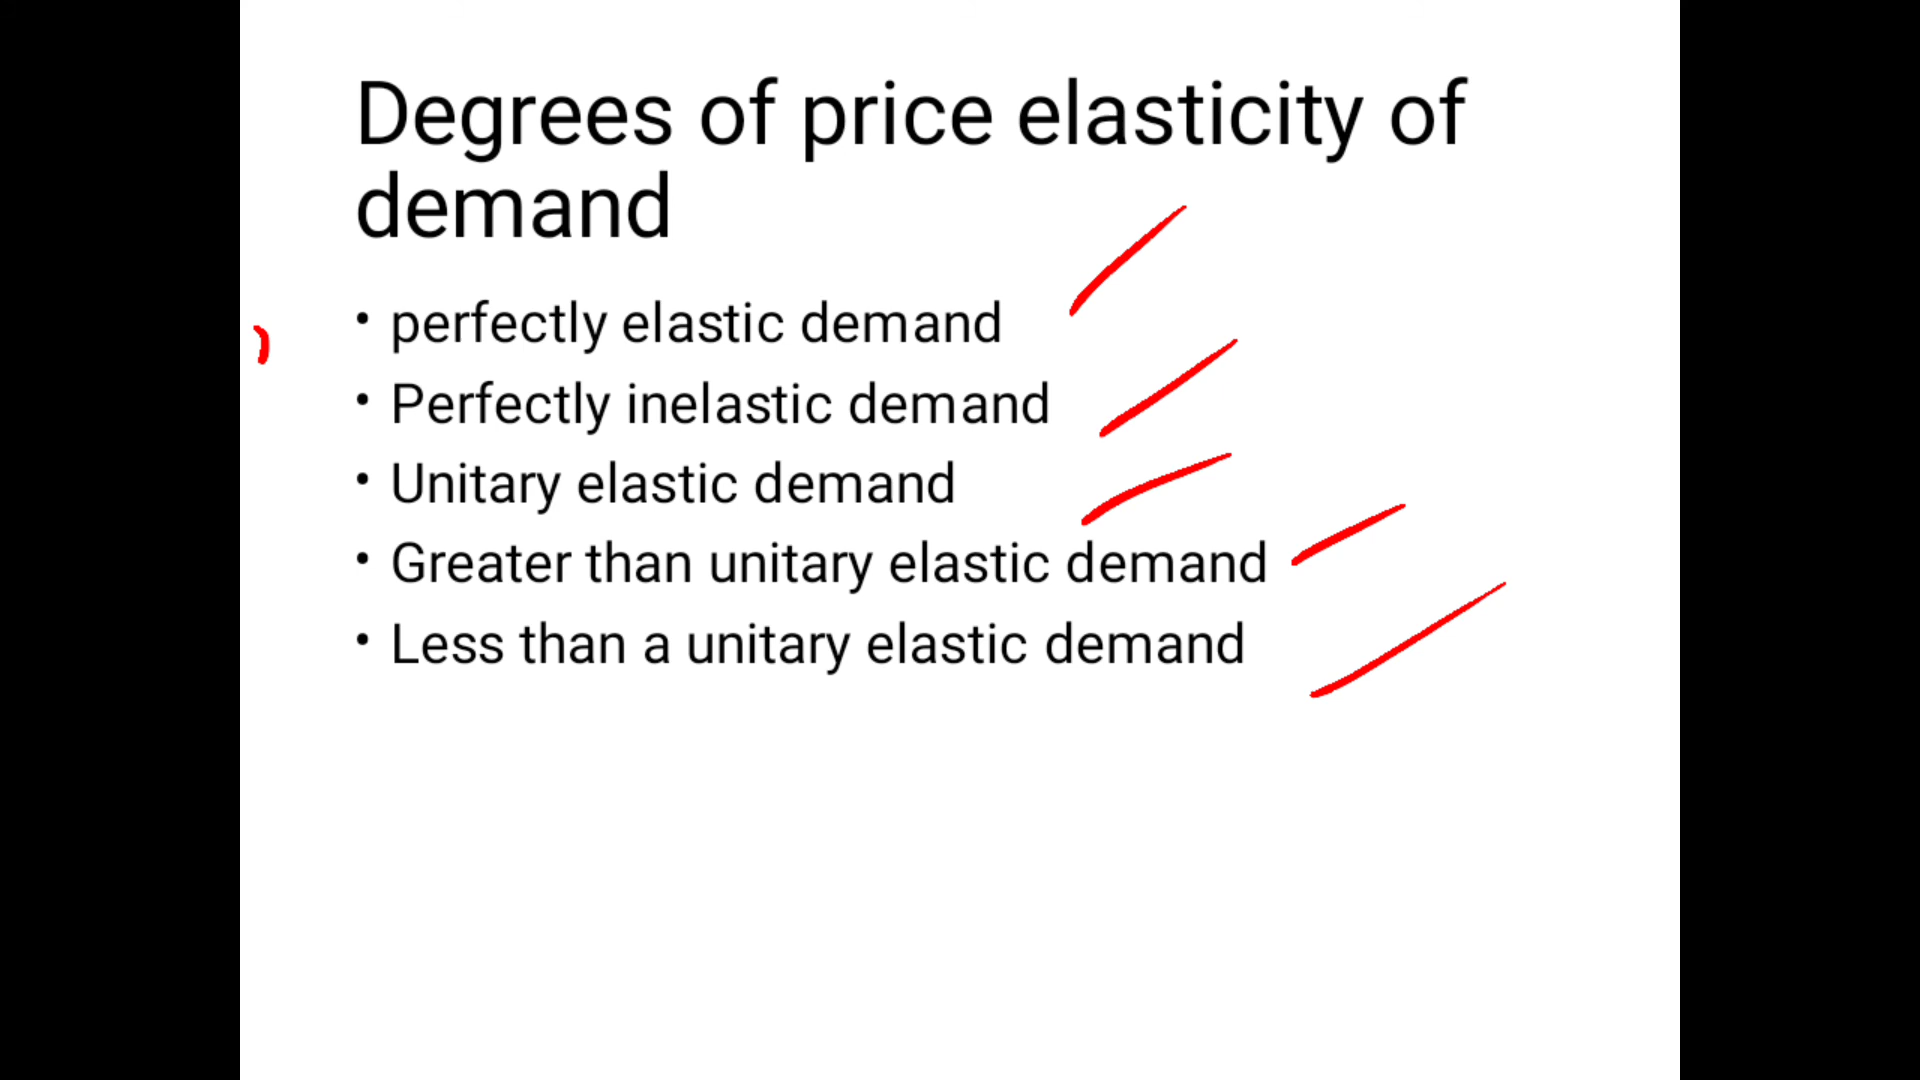 Degrees of price elasticity of
demand
• perfectly elastic demand
• Perfectly inelastic demand
• Unitary elastic demand
• Greater than unitary elastic demand
• Less than a unitary elastic demand